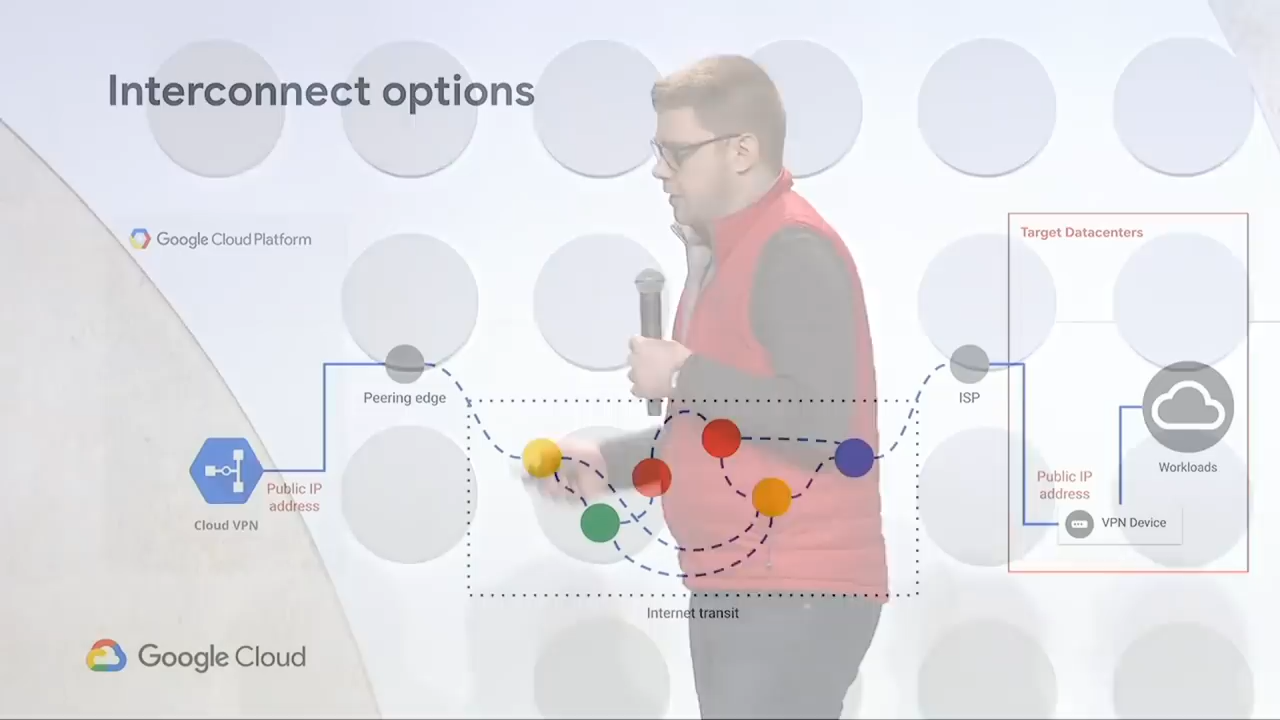 Interconnect options
Google Cloud Platform
Target Datacenters
Peering edge
ISP
Public IP
address
Cloud VPN
Workloads
Public IP
address
VPN Device
Internet transit
Google Cloud